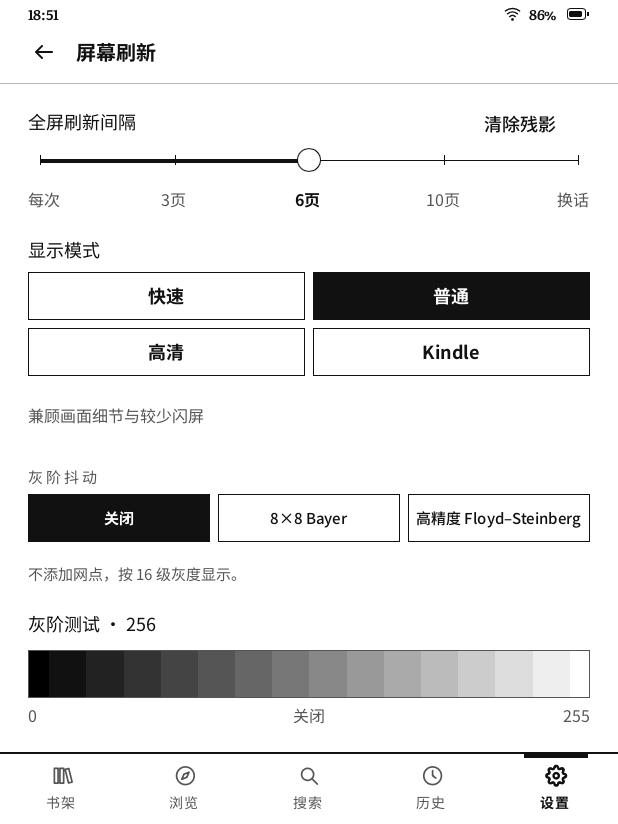 18:51 86%
屏幕刷新
全屏刷新间隔 清除残影
每次 3页 6页 10页 换话
显示模式
快速 普通
高清 Kindle
兼顾画面细节与较少闪屏
灰阶抖动
关闭 8×8 Bayer 高精度 Floyd–Steinberg
不添加网点，按 16 级灰度显示。
灰阶测试 · 256
0 关闭 255
书架 浏览 搜索 历史 设置